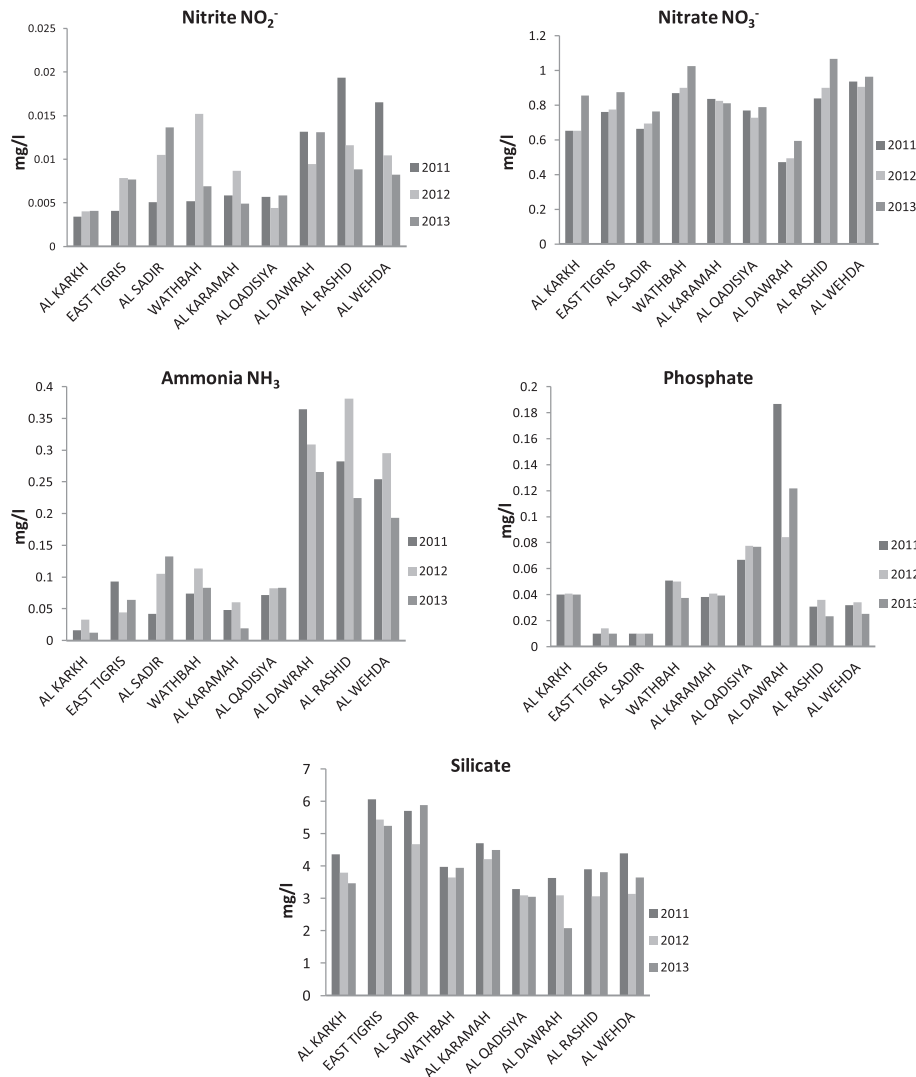 Nitrite NO₂⁻
0.025
0.02
0.015
0.01
0.005
0
mg/l
2011
2012
2013
AL KARKH
EAST TIGRIS
AL SADIR
WATHBAH
AL KARAMAH
AL QADISIYA
AL DAWRAH
AL RASHID
AL WEHDA
Nitrate NO₃⁻
1.2
1
0.8
0.6
0.4
0.2
0
mg/l
2011
2012
2013
AL KARKH
EAST TIGRIS
AL SADIR
WATHBAH
AL KARAMAH
AL QADISIYA
AL DAWRAH
AL RASHID
AL WEHDA
Ammonia NH₃
0.4
0.35
0.3
0.25
0.2
0.15
0.1
0.05
0
mg/l
2011
2012
2013
AL KARKH
EAST TIGRIS
AL SADIR
WATHBAH
AL KARAMAH
AL QADISIYA
AL DAWRAH
AL RASHID
AL WEHDA
Phosphate
0.2
0.18
0.16
0.14
0.12
0.1
0.08
0.06
0.04
0.02
0
mg/l
2011
2012
2013
AL KARKH
EAST TIGRIS
AL SADIR
WATHBAH
AL KARAMAH
AL QADISIYA
AL DAWRAH
AL RASHID
AL WEHDA
Silicate
7
6
5
4
3
2
1
0
mg/l
2011
2012
2013
AL KARKH
EAST TIGRIS
AL SADIR
WATHBAH
AL KARAMAH
AL QADISIYA
AL DAWRAH
AL RASHID
AL WEHDA